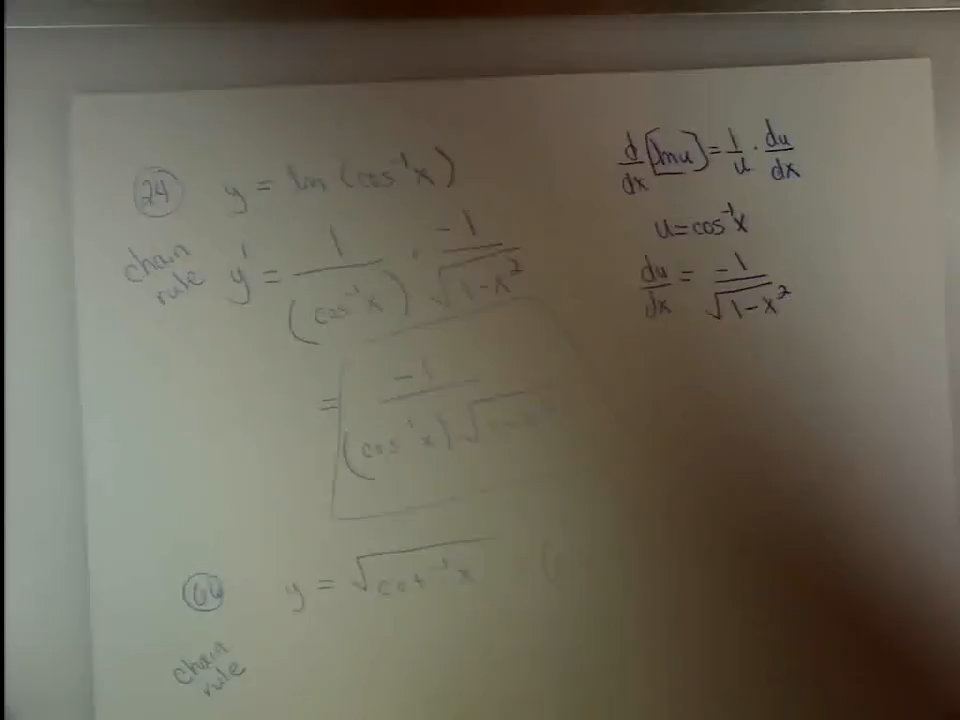 24 y = ln (cos⁻¹x)
chain rule y' = 1/(cos⁻¹x) · -1/√(1-x²)
= -1/((cos⁻¹x)√
y = √(cot⁻¹x)
chain rule
d/dx [ln u] = 1/u · du/dx
u = cos⁻¹x
du/dx = -1/√(1-x²)